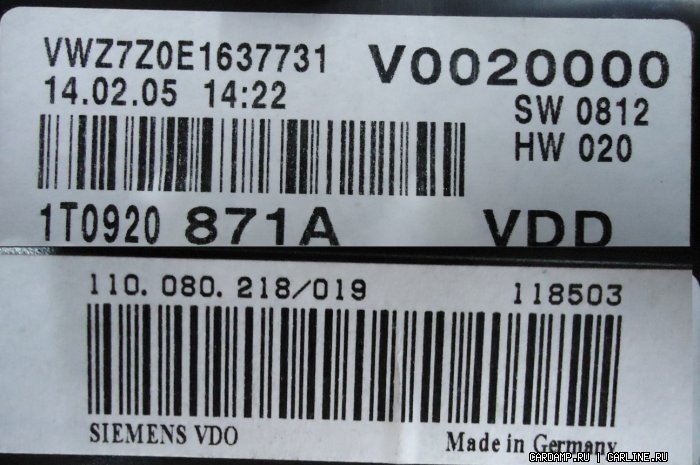 VWZ7Z0E1637731 V0020000
14.02.05 14:22 SW 0812
HW 020
1T0920 871A VDD
110.080.218/019 118503
SIEMENS VDO Made in Germany
CARDAMP.RU | CARLINE.RU